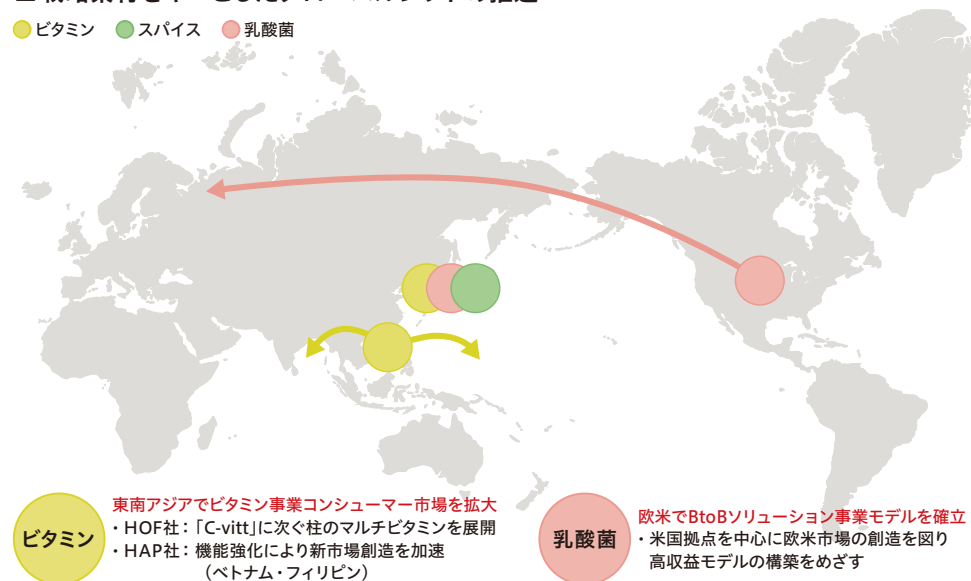 ビタミン スパイス 乳酸菌
ビタミン
東南アジアでビタミン事業コンシューマー市場を拡大
・HOF社：「C-vitt」に次ぐ柱のマルチビタミンを展開
・HAP社：機能強化により新市場創造を加速
（ベトナム・フィリピン）
乳酸菌
欧米でBtoBソリューション事業モデルを確立
・米国拠点を中心に欧米市場の創造を図り
高収益モデルの構築をめざす